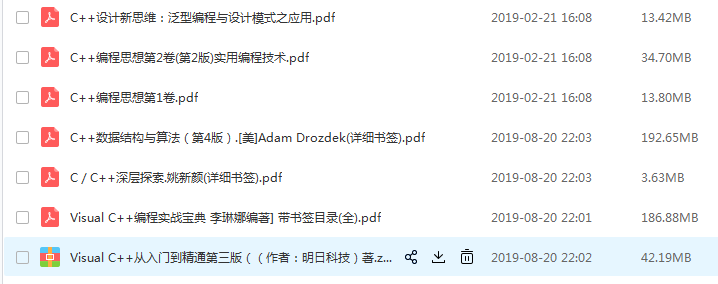 C++设计新思维：泛型编程与设计模式之应用.pdf 2019-02-21 16:08 13.42MB
C++编程思想第2卷(第2版)实用编程技术.pdf 2019-02-21 16:08 34.70MB
C++编程思想第1卷.pdf 2019-02-21 16:08 13.80MB
C++数据结构与算法（第4版）.[美]Adam Drozdek(详细书签).pdf 2019-08-20 22:03 192.65MB
C / C++深层探索.姚新颜(详细书签).pdf 2019-08-20 22:03 3.63MB
Visual C++编程实战宝典 李琳娜编著] 带书签目录(全).pdf 2019-08-20 22:01 186.88MB
Visual C++从入门到精通第三版（（作者：明日科技）著.z... 2019-08-20 22:02 42.19MB